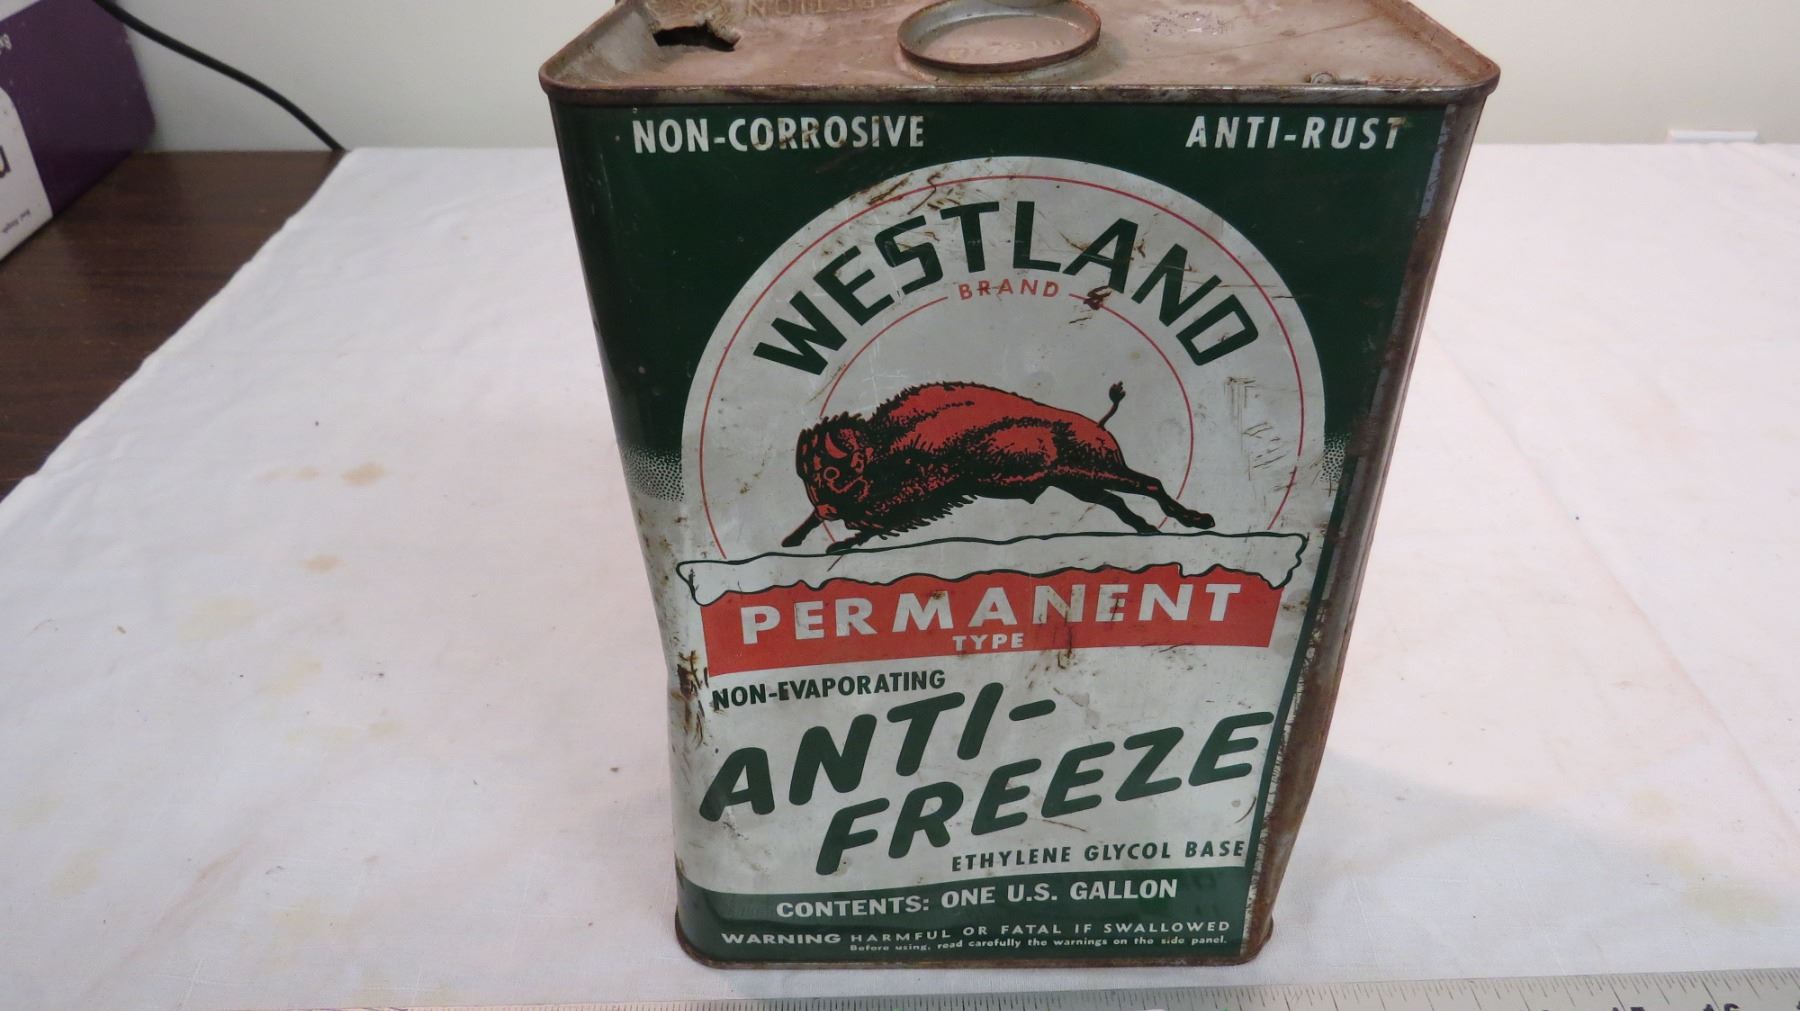 NON-CORROSIVE ANTI-RUST
WESTLAND
BRAND
PERMANENT
TYPE
NON-EVAPORATING
ANTI-
FREEZE
ETHYLENE GLYCOL BASE
CONTENTS: ONE U.S. GALLON
WARNING HARMFUL OR FATAL IF SWALLOWED
Before using, read carefully the warnings on the side panel.